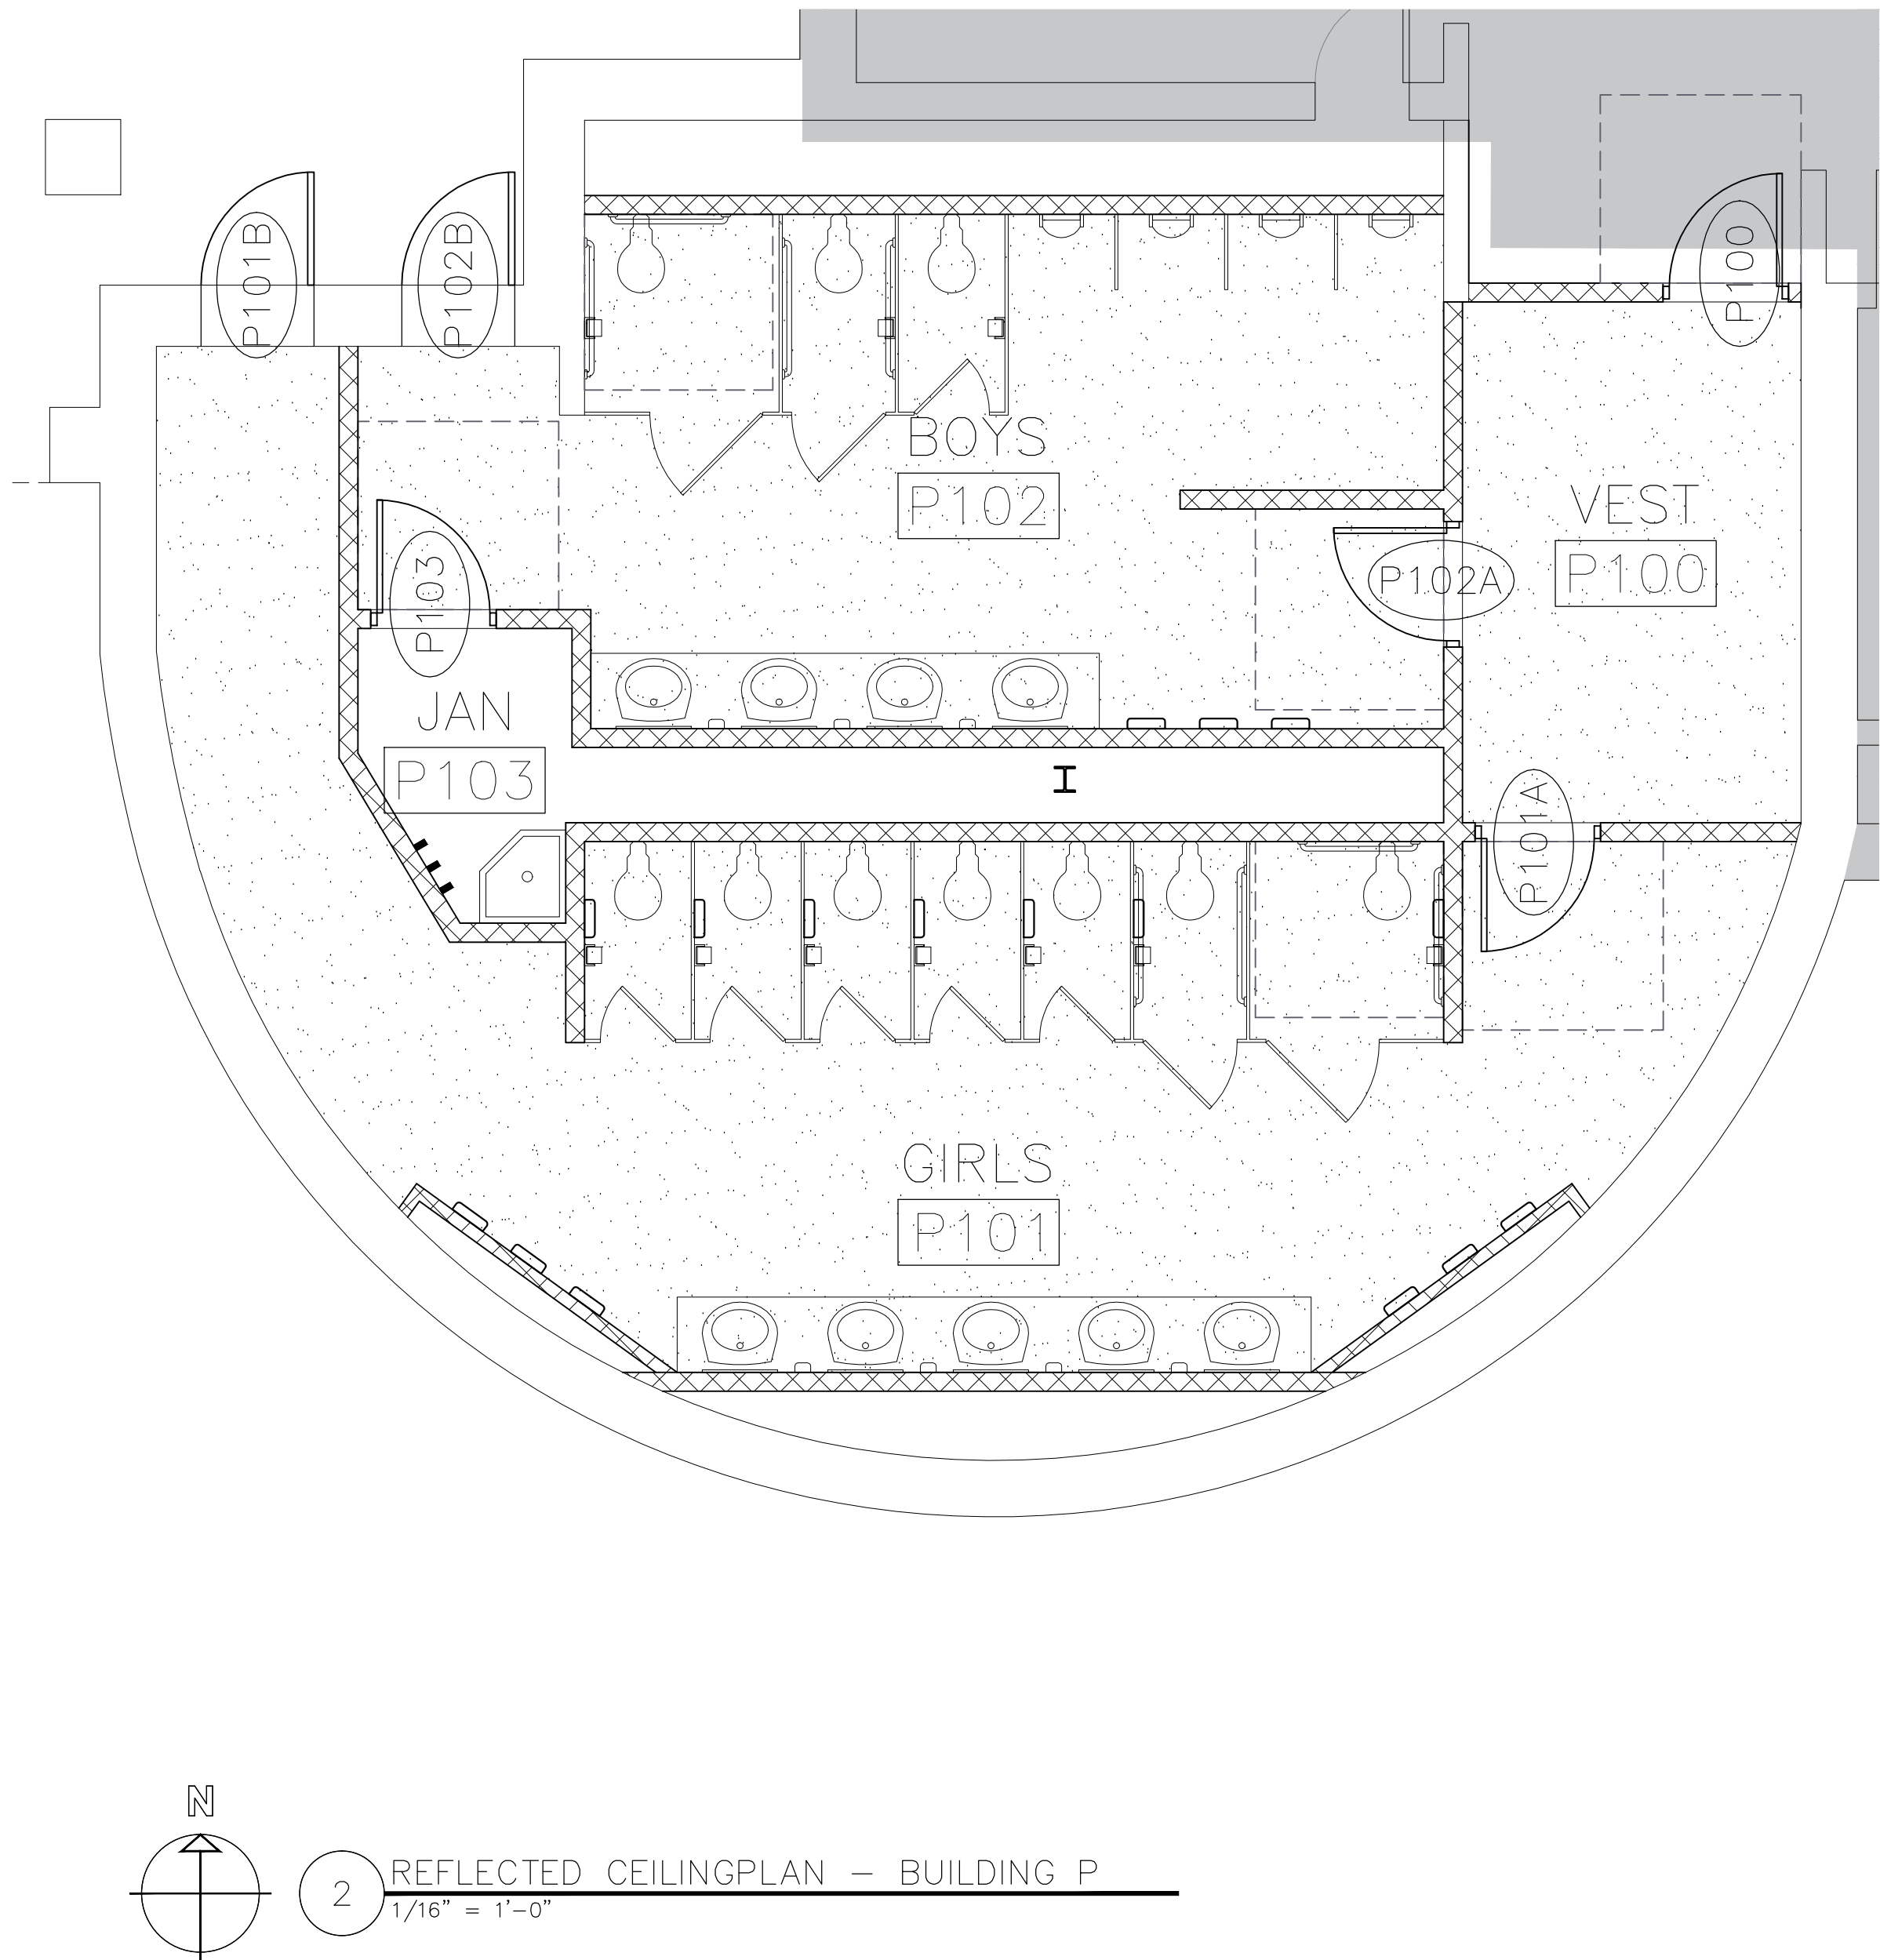 P101B
P102B
P100
BOYS
P102
VEST
P100
P102A
P103
JAN
P103
P101A
GIRLS
P101
N
2
REFLECTED CEILINGPLAN – BUILDING P
1/16" = 1'–0"